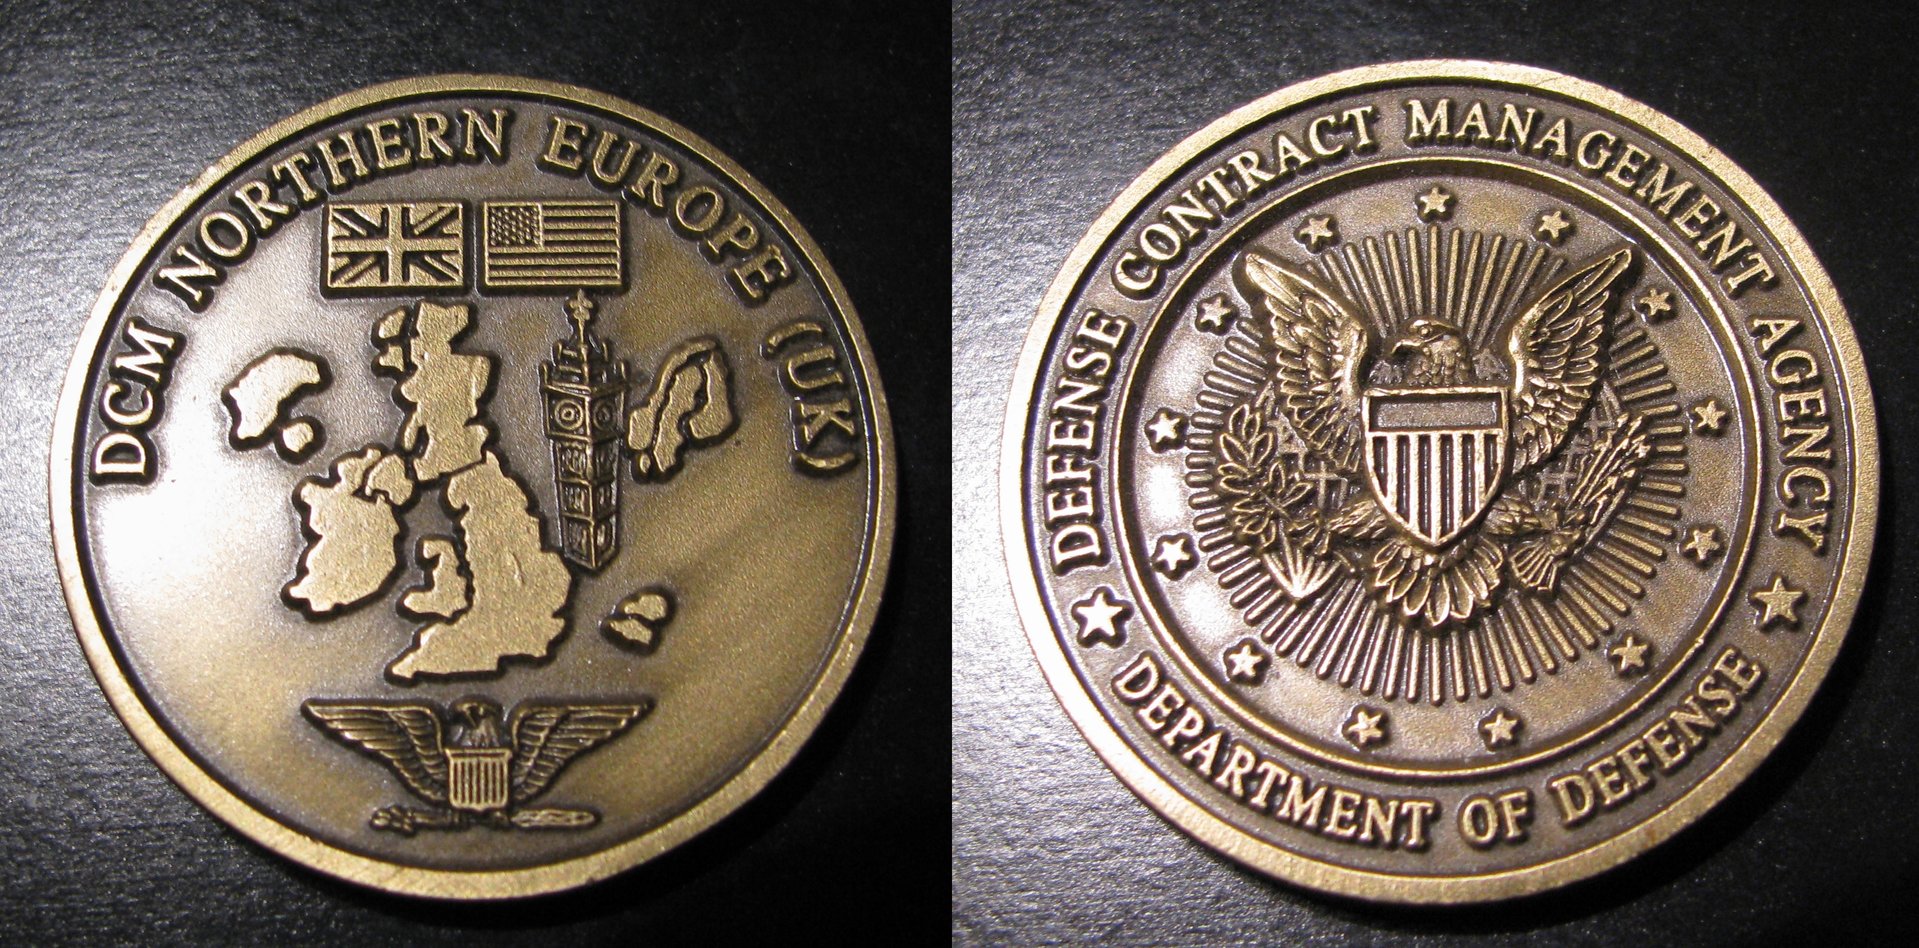 DCM NORTHERN EUROPE (UK)
DEFENSE CONTRACT MANAGEMENT AGENCY
DEPARTMENT OF DEFENSE